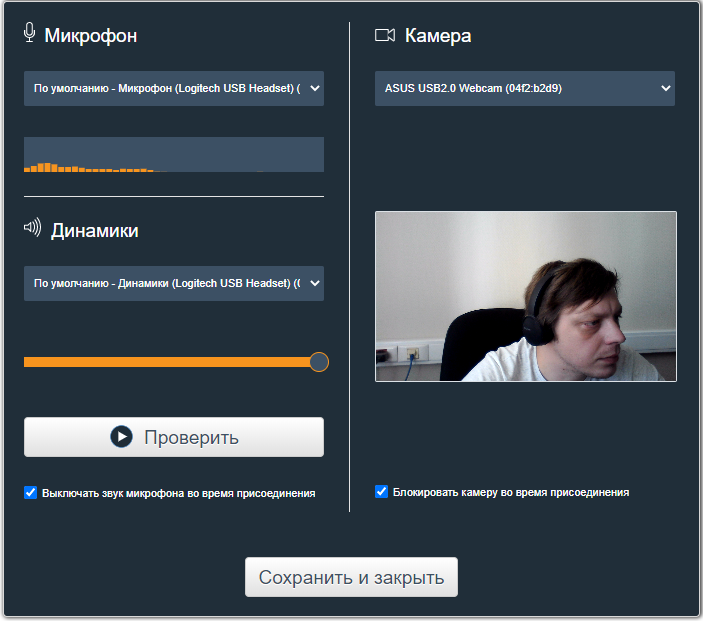 Микрофон
По умолчанию - Микрофон (Logitech USB Headset) (
Динамики
По умолчанию - Динамики (Logitech USB Headset) (
Проверить
Выключать звук микрофона во время присоединения
Камера
ASUS USB2.0 Webcam (04f2:b2d9)
Блокировать камеру во время присоединения
Сохранить и закрыть